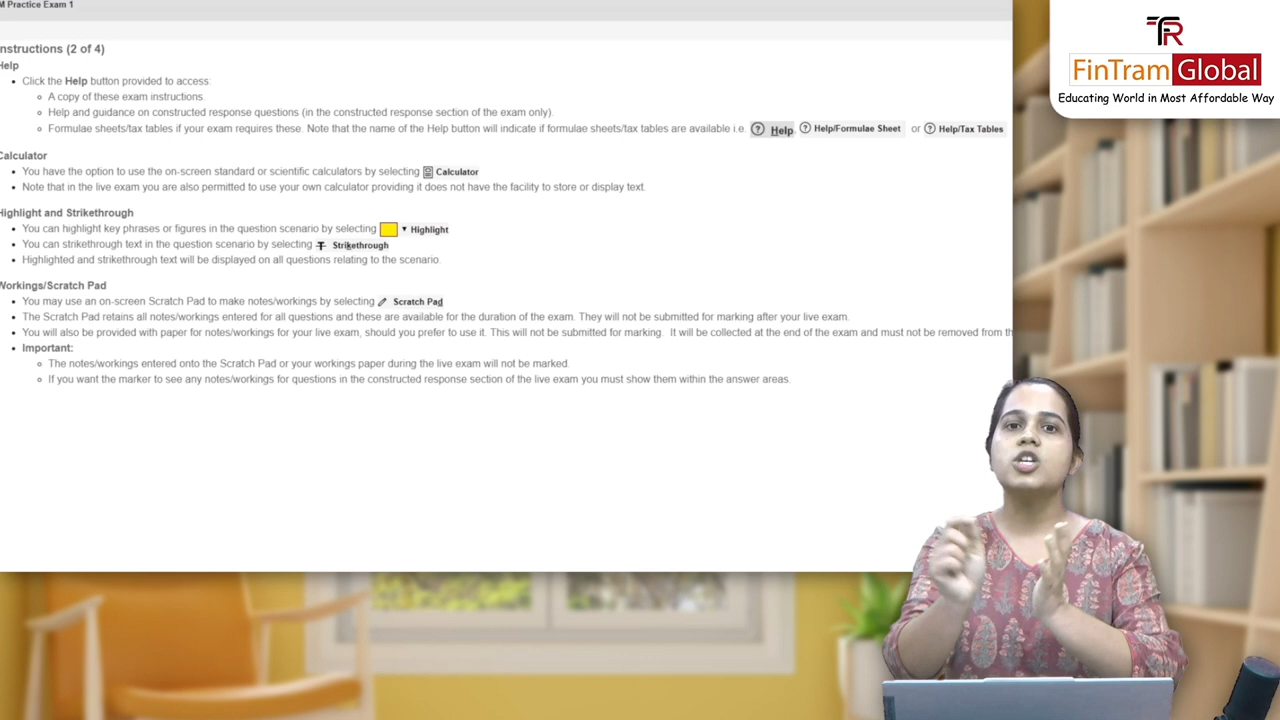 M Practice Exam 1
nstructions (2 of 4)
Help
Click the Help button provided to access:
A copy of these exam instructions.
Help and guidance on constructed response questions (in the constructed response section of the exam only).
Formulae sheets/tax tables if your exam requires these. Note that the name of the Help button will indicate if formulae sheets/tax tables are available i.e. Help, Help/Formulae Sheet or Help/Tax Tables
Calculator
You have the option to use the on-screen standard or scientific calculators by selecting Calculator
Note that in the live exam you are also permitted to use your own calculator providing it does not have the facility to store or display text.
Highlight and Strikethrough
You can highlight key phrases or figures in the question scenario by selecting Highlight
You can strikethrough text in the question scenario by selecting Strikethrough
Highlighted and strikethrough text will be displayed on all questions relating to the scenario.
Workings/Scratch Pad
You may use an on-screen Scratch Pad to make notes/workings by selecting Scratch Pad
The Scratch Pad retains all notes/workings entered for all questions and these are available for the duration of the exam. They will not be submitted for marking after your live exam.
You will also be provided with paper for notes/workings for your live exam, should you prefer to use it. This will not be submitted for marking. It will be collected at the end of the exam and must not be removed from th
Important:
The notes/workings entered onto the Scratch Pad or your workings paper during the live exam will not be marked.
If you want the marker to see any notes/workings for questions in the constructed response section of the live exam you must show them within the answer areas.
FinTram Global
Educating World in Most Affordable Way